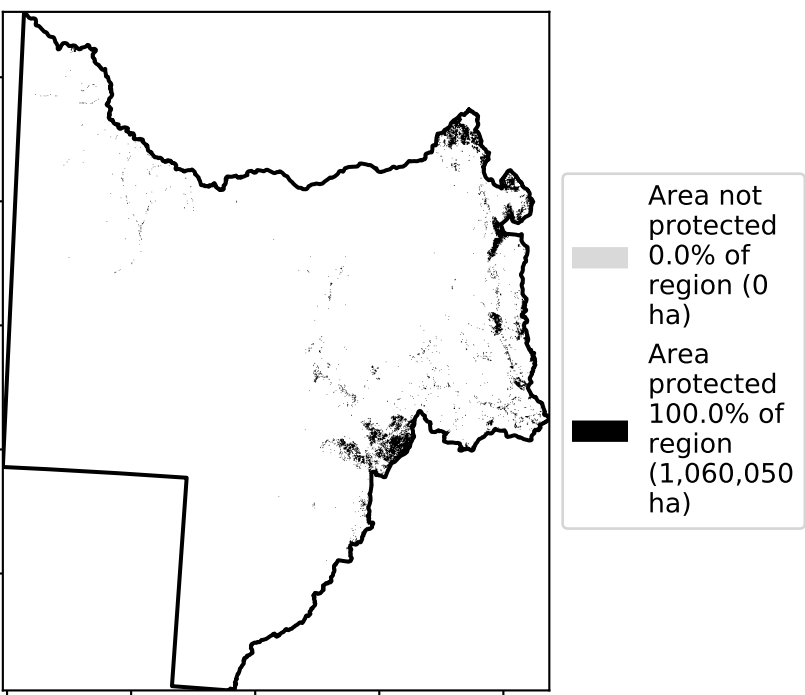 Area not
protected
0.0% of
region (0
ha)
Area
protected
100.0% of
region
(1,060,050
ha)